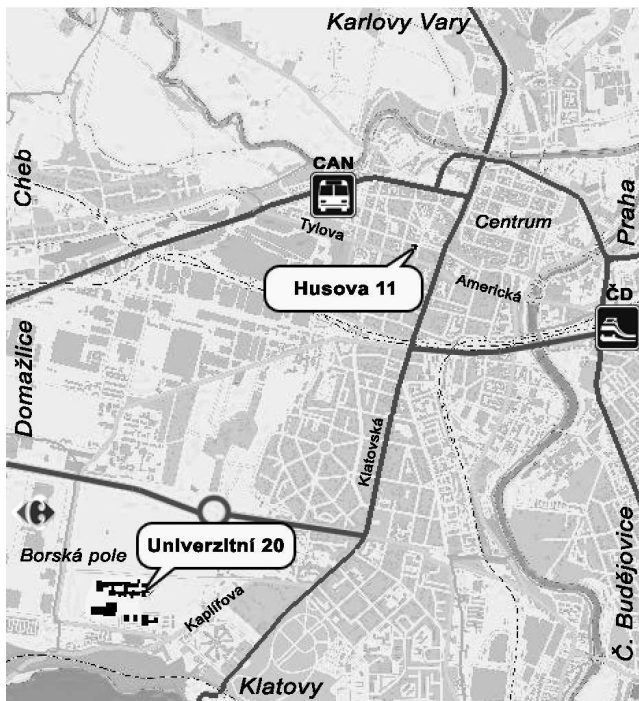 Karlovy Vary
CAN
Cheb
Tylova
Centrum
Praha
Husova 11
Americká
ČD
Domažlice
Klatovská
Univerzitní 20
Borská pole
Kaplířova
Č. Budějovice
Klatovy